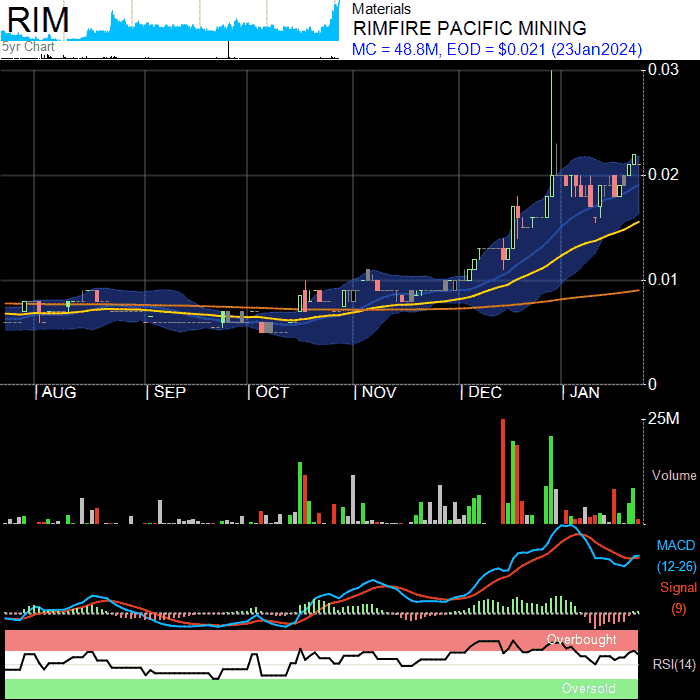 RIM
5yr Chart
Materials
RIMFIRE PACIFIC MINING
MC = 48.8M, EOD = $0.021 (23Jan2024)
0.03
0.02
0.01
0
AUG SEP OCT NOV DEC JAN
25M
Volume
MACD
(12-26)
Signal
(9)
Overbought
RSI(14)
Oversold